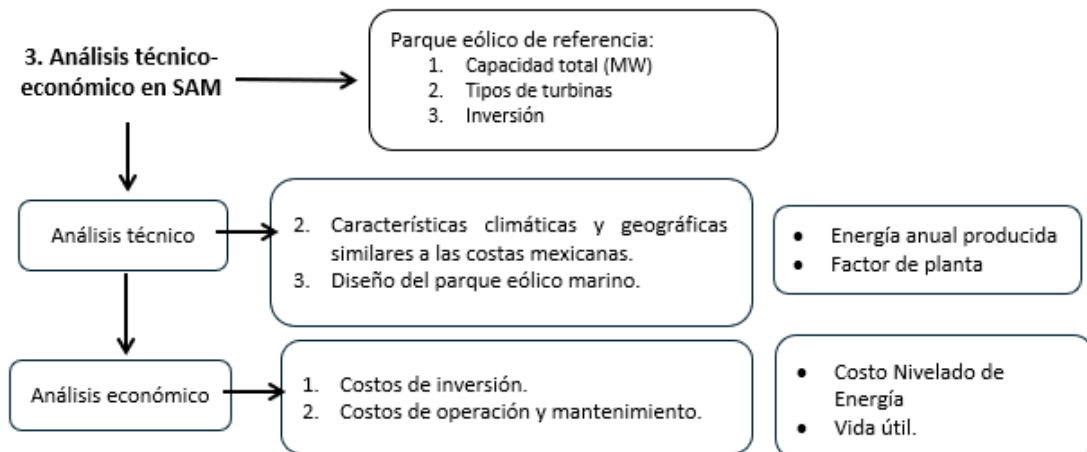 3. Análisis técnico-
económico en SAM
Parque eólico de referencia:
1. Capacidad total (MW)
2. Tipos de turbinas
3. Inversión
Análisis técnico
2. Características climáticas y geográficas
similares a las costas mexicanas.
3. Diseño del parque eólico marino.
• Energía anual producida
• Factor de planta
Análisis económico
1. Costos de inversión.
2. Costos de operación y mantenimiento.
• Costo Nivelado de
Energía
• Vida útil.